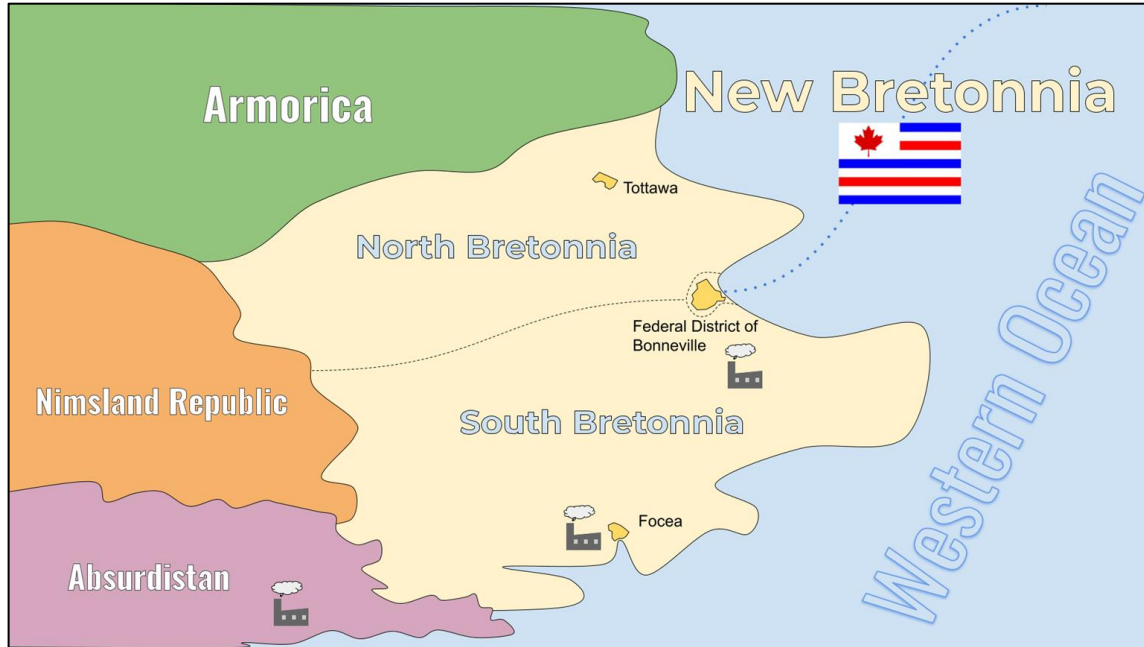 Armorica
New Bretonnia
Tottawa
North Bretonnia
Federal District of
Bonneville
Nimsland Republic
South Bretonnia
Western Ocean
Focea
Absurdistan